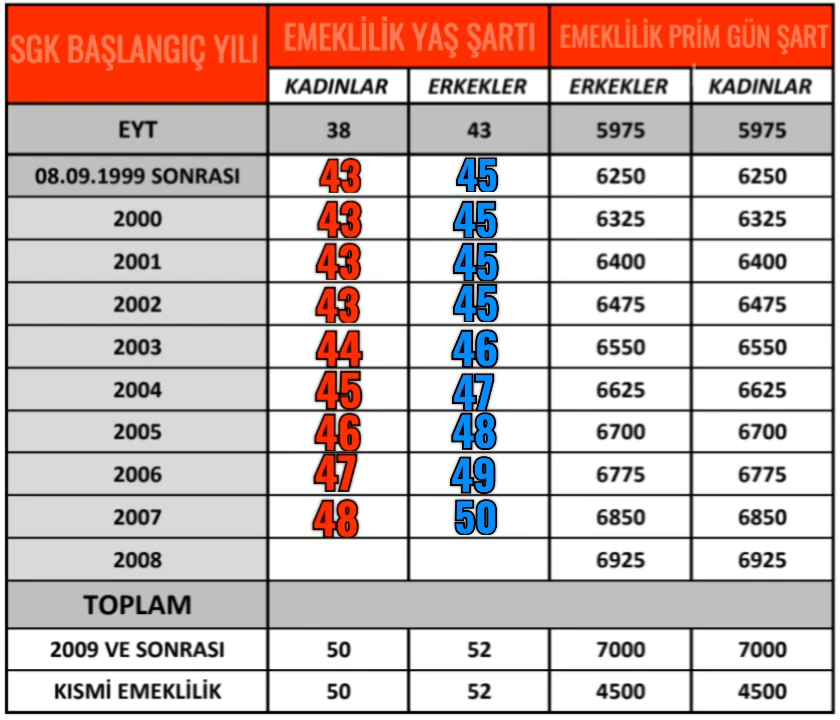 SGK BAŞLANGIÇ YILI EMEKLİLİK YAŞ ŞARTI EMEKLİLİK PRİM GÜN ŞART
KADINLAR ERKEKLER ERKEKLER KADINLAR
EYT 38 43 5975 5975
08.09.1999 SONRASI 43 45 6250 6250
2000 43 45 6325 6325
2001 43 45 6400 6400
2002 43 45 6475 6475
2003 44 46 6550 6550
2004 45 47 6625 6625
2005 46 48 6700 6700
2006 47 49 6775 6775
2007 48 50 6850 6850
2008 6925 6925
TOPLAM
2009 VE SONRASI 50 52 7000 7000
KISMİ EMEKLİLİK 50 52 4500 4500